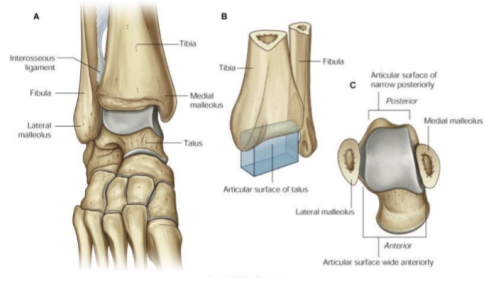 A
Interosseous
ligament
Fibula
Lateral
malleolus
Tibia
Medial
malleolus
Talus
B
Tibia
Fibula
Articular surface of talus
C
Articular surface of
narrow posteriorly
Posterior
Medial malleolus
Lateral malleolus
Anterior
Articular surface wide anteriorly